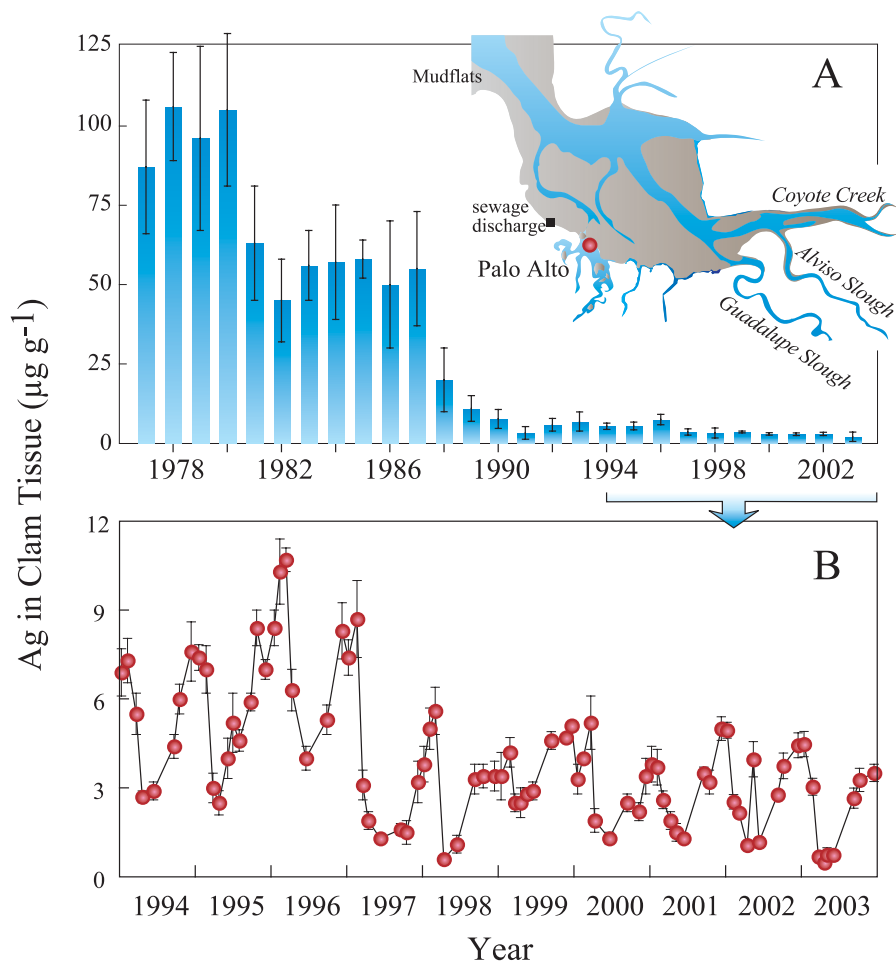 A
Mudflats
sewage
discharge
Palo Alto
Coyote Creek
Alviso Slough
Guadalupe Slough
125
100
75
50
25
0
1978 1982 1986 1990 1994 1998 2002
Ag in Clam Tissue (µg g⁻¹)
B
12
9
6
3
0
1994 1995 1996 1997 1998 1999 2000 2001 2002 2003
Year